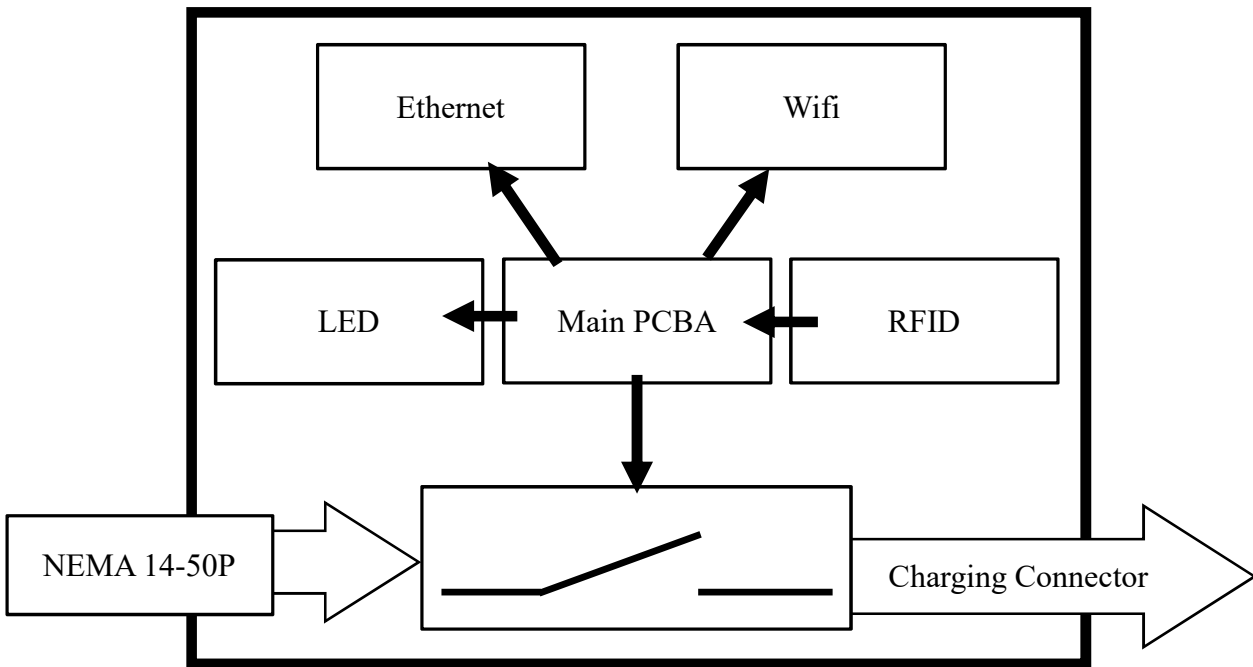 Ethernet
Wifi
LED
Main PCBA
RFID
NEMA 14-50P
Charging Connector